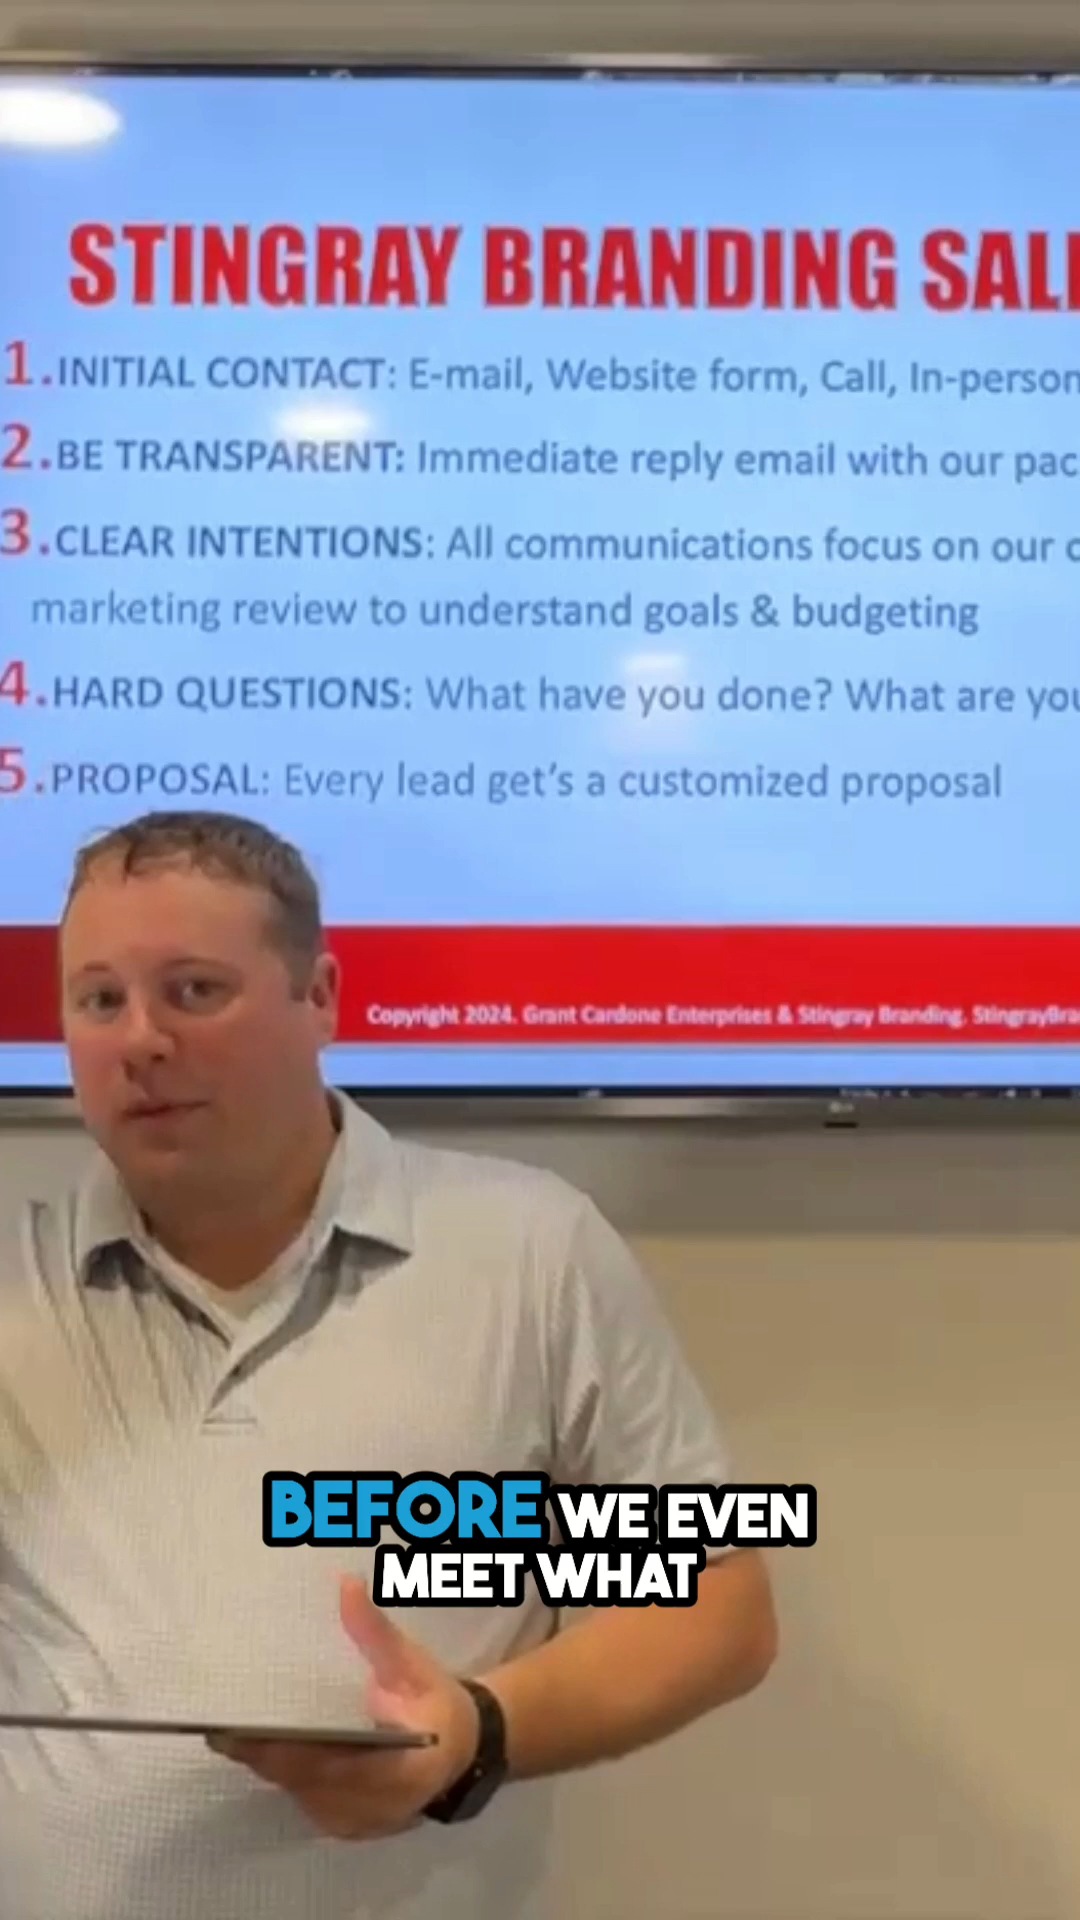 STINGRAY BRANDING SAL
1.INITIAL CONTACT: E-mail, Website form, Call, In-person
2.BE TRANSPARENT: Immediate reply email with our pac
3.CLEAR INTENTIONS: All communications focus on our
marketing review to understand goals & budgeting
4.HARD QUESTIONS: What have you done? What are you
5.PROPOSAL: Every lead get's a customized proposal
Copyright 2024. Grant Cardone Enterprises & Stingray Branding. StingrayBra
BEFORE WE EVEN
MEET WHAT